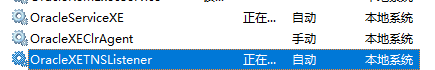 OracleServiceXE 正在... 自动 本地系统
OracleXEClrAgent 手动 本地系统
OracleXETNSListener 正在... 自动 本地系统